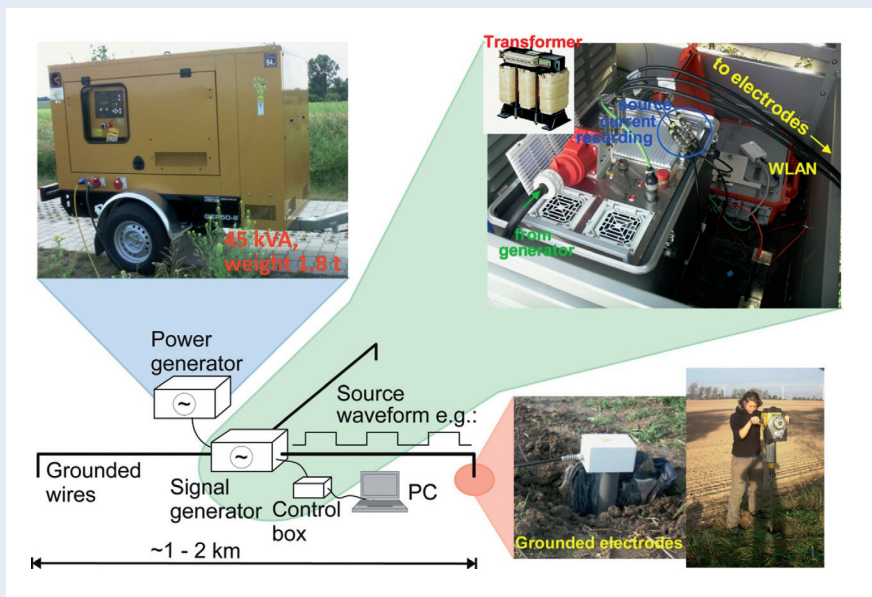 45 kVA,
weight 1.8 t
Transformer
to electrodes
source
current
recording
WLAN
from
generator
Power
generator
Source
waveform e.g.:
Grounded
wires
Signal
generator
Control
box
PC
~1 - 2 km
Grounded electrodes